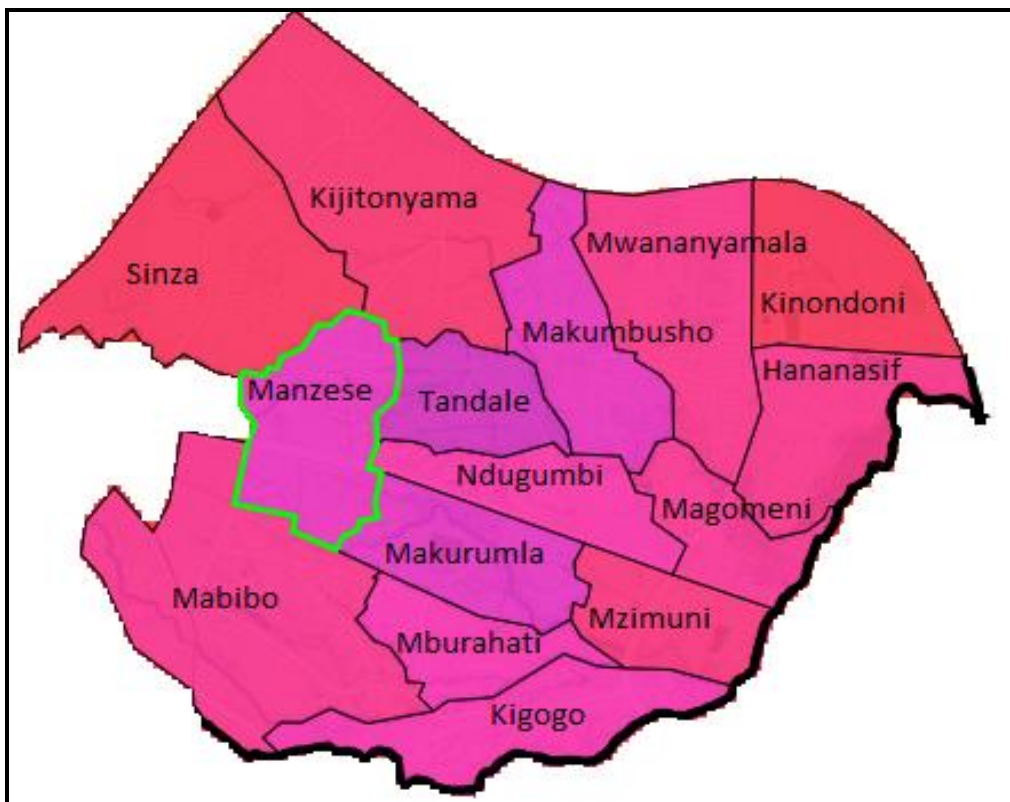 Kijitonyama
Mwananyamala
Sinza
Kinondoni
Makumbusho
Hananasif
Manzese
Tandale
Ndugumbi
Magomeni
Makurumla
Mabibo
Mzimuni
Mburahati
Kigogo